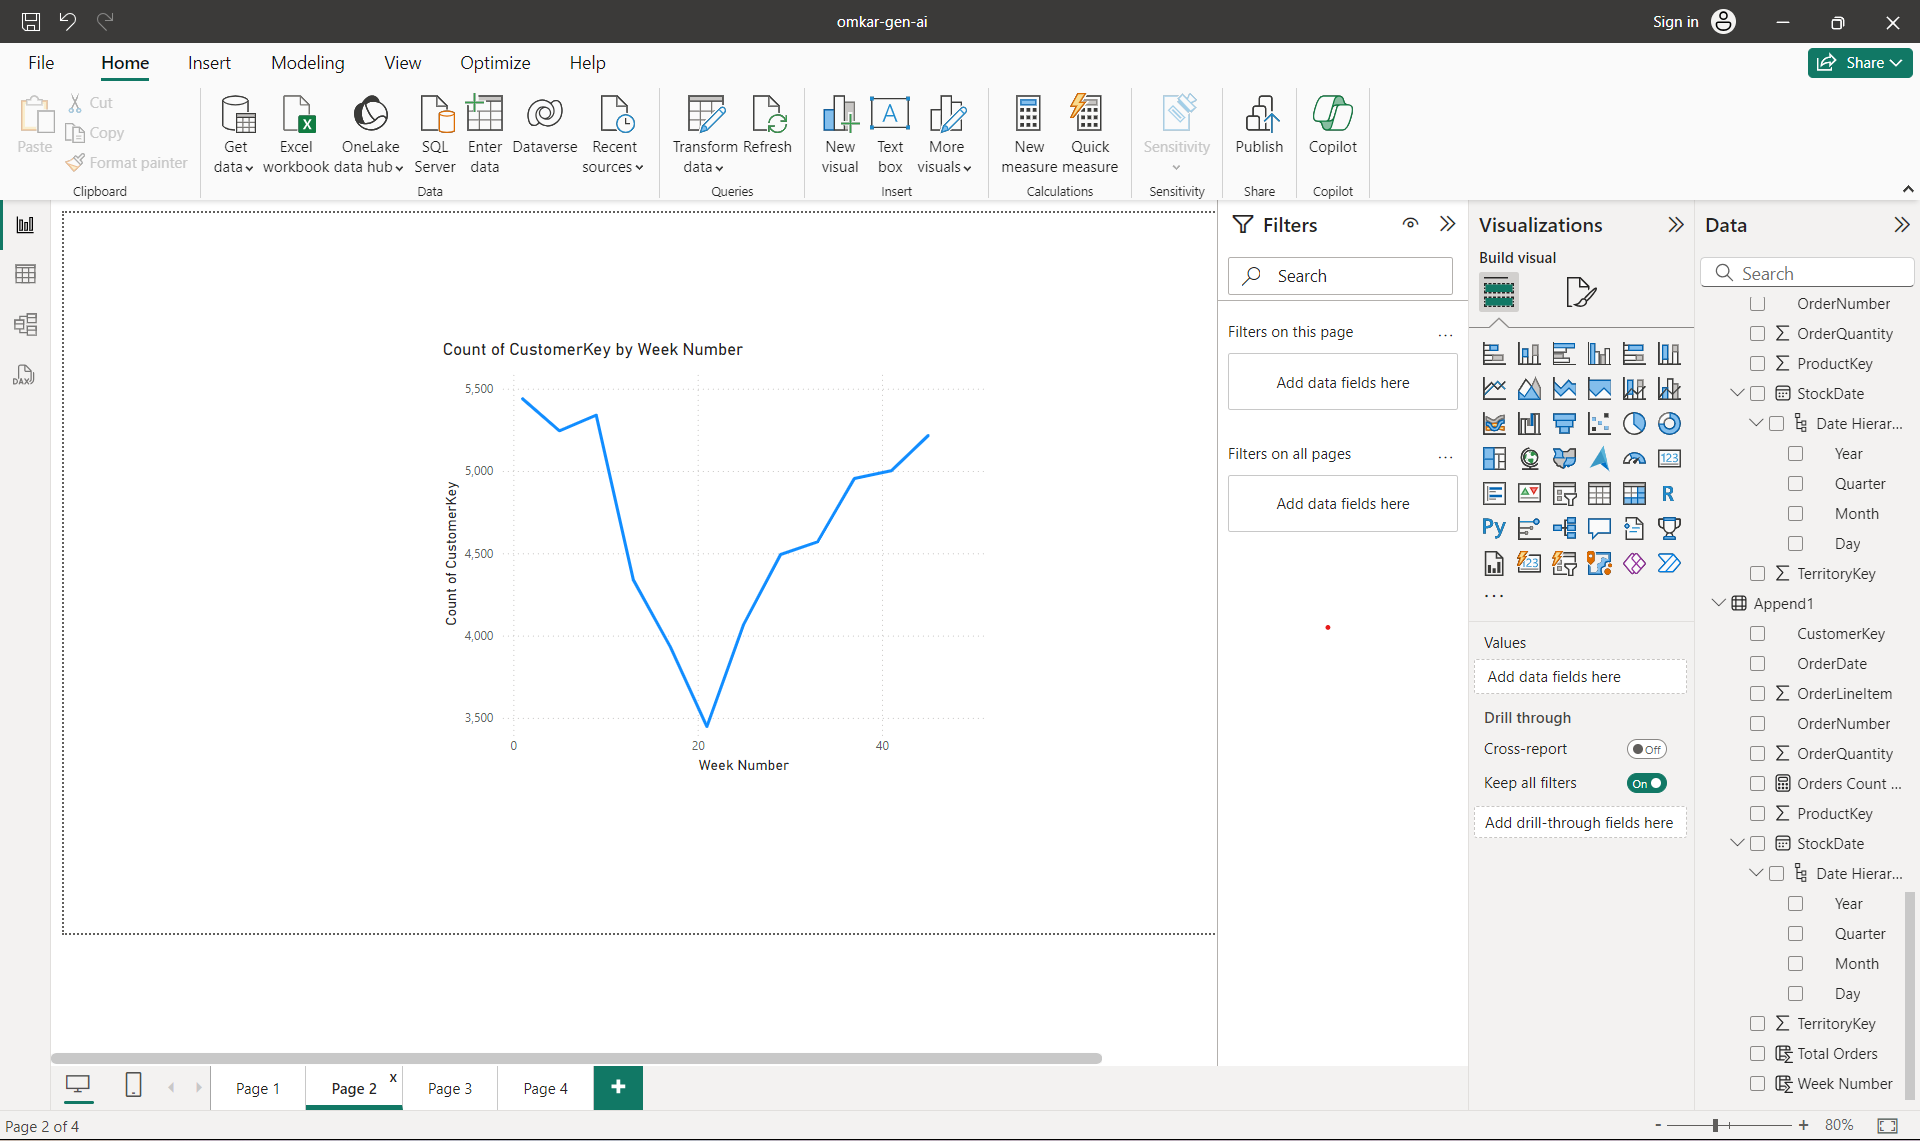 omkar-gen-ai
Sign in
File Home Insert Modeling View Optimize Help
Share
Paste
Cut
Copy
Format painter
Clipboard
Get data
Excel workbook
OneLake data hub
SQL Server
Enter data
Dataverse
Recent sources
Data
Transform data
Refresh
Queries
New visual
Text box
More visuals
Insert
New measure
Quick measure
Calculations
Sensitivity
Sensitivity
Publish
Share
Copilot
Copilot
Count of CustomerKey by Week Number
5,500
5,000
4,500
4,000
3,500
Count of CustomerKey
0 20 40
Week Number
Filters
Search
Filters on this page ...
Add data fields here
Filters on all pages ...
Add data fields here
Visualizations
Build visual
123
R
Py
123
...
Values
Add data fields here
Drill through
Cross-report Off
Keep all filters On
Add drill-through fields here
Data
Search
OrderNumber
OrderQuantity
ProductKey
StockDate
Date Hierar...
Year
Quarter
Month
Day
TerritoryKey
Append1
CustomerKey
OrderDate
OrderLineItem
OrderNumber
OrderQuantity
Orders Count ...
ProductKey
StockDate
Date Hierar...
Year
Quarter
Month
Day
TerritoryKey
Total Orders
Week Number
DAX
Page 1 Page 2 x Page 3 Page 4 +
Page 2 of 4
- + 80%